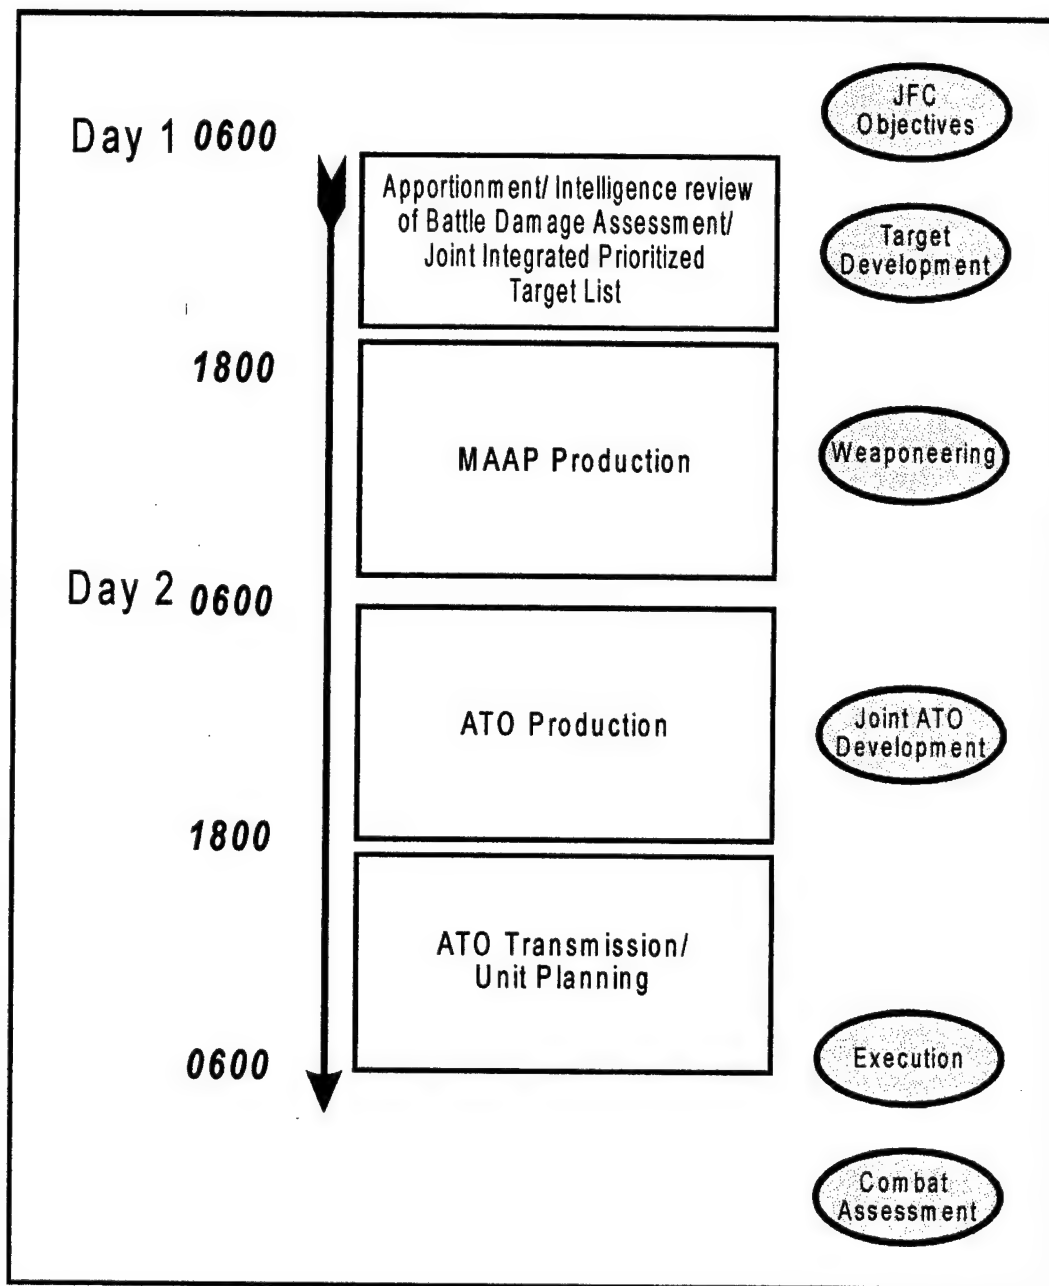 JFC
Objectives
Day 1 0600
Apportionment/ Intelligence review
of Battle Damage Assessment/
Joint Integrated Prioritized
Target List
Target
Development
1800
MAAP Production
Weaponeering
Day 2 0600
ATO Production
Joint ATO
Development
1800
ATO Transmission/
Unit Planning
0600
Execution
Combat
Assessment